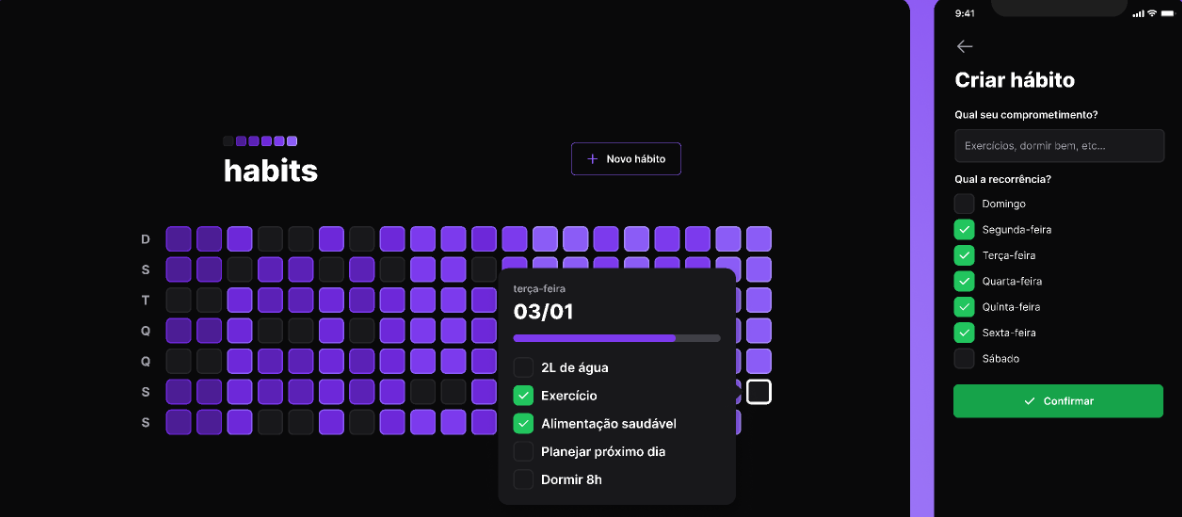 habits
+ Novo hábito
D
S
T
Q
Q
S
S
terça-feira
03/01
2L de água
Exercício
Alimentação saudável
Planejar próximo dia
Dormir 8h
9:41
Criar hábito
Qual seu comprometimento?
Exercícios, dormir bem, etc...
Qual a recorrência?
Domingo
Segunda-feira
Terça-feira
Quarta-feira
Quinta-feira
Sexta-feira
Sábado
Confirmar